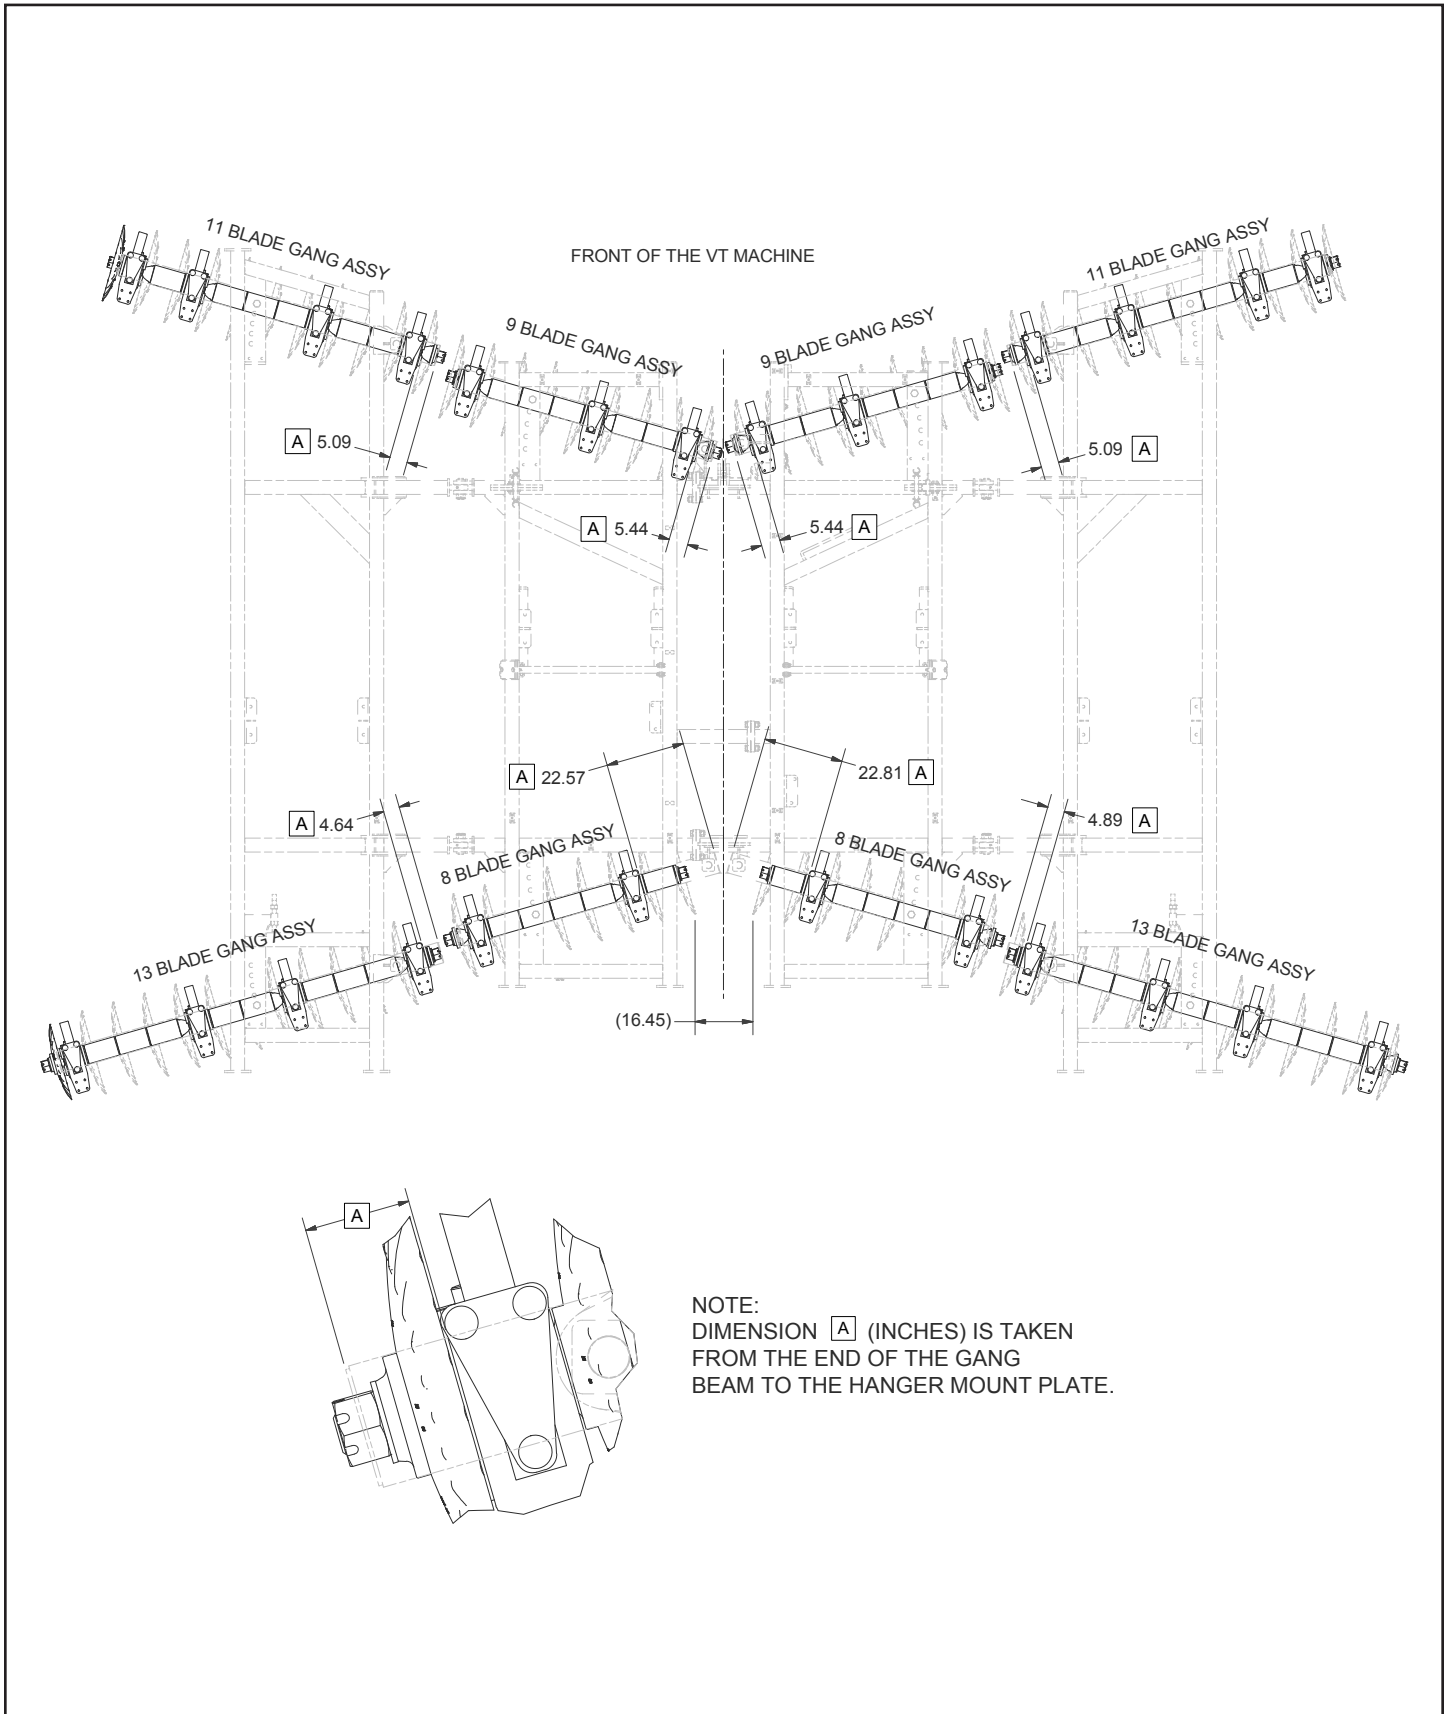 11 BLADE GANG ASSY
FRONT OF THE VT MACHINE
11 BLADE GANG ASSY
9 BLADE GANG ASSY
9 BLADE GANG ASSY
A 5.09
5.09 A
A 5.44
5.44 A
A 22.57
22.81 A
A 4.64
4.89 A
8 BLADE GANG ASSY
8 BLADE GANG ASSY
13 BLADE GANG ASSY
13 BLADE GANG ASSY
(16.45)
A
NOTE:
DIMENSION A (INCHES) IS TAKEN
FROM THE END OF THE GANG
BEAM TO THE HANGER MOUNT PLATE.